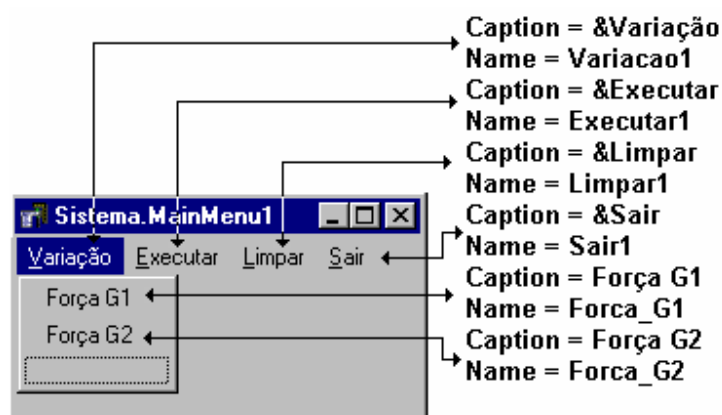 Caption = &Variação
Name = Variacao1
Caption = &Executar
Name = Executar1
Caption = &Limpar
Name = Limpar1
Caption = &Sair
Name = Sair1
Caption = Força G1
Name = Forca_G1
Caption = Força G2
Name = Forca_G2
Sistema.MainMenu1
Variação Executar Limpar Sair
Força G1
Força G2